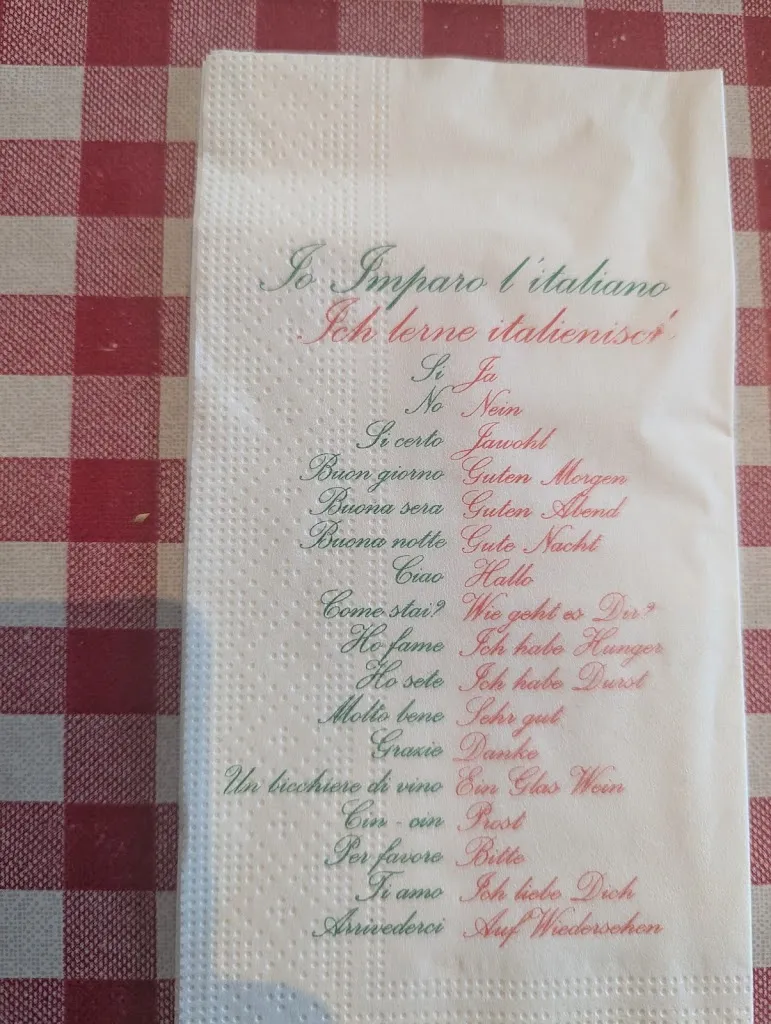 Io Imparo l'italiano
Ich lerne italienisch
Si Ja
No Nein
Si certo Jawohl
Buon giorno Guten Morgen
Buona sera Guten Abend
Buona notte Gute Nacht
Ciao Hallo
Come stai? Wie geht es Dir?
Ho fame Ich habe Hunger
Ho sete Ich habe Durst
Molto bene Sehr gut
Grazie Danke
Un bicchiere di vino Ein Glas Wein
Cin - cin Prost
Per favore Bitte
Ti amo Ich liebe Dich
Arrivederci Auf Wiedersehen